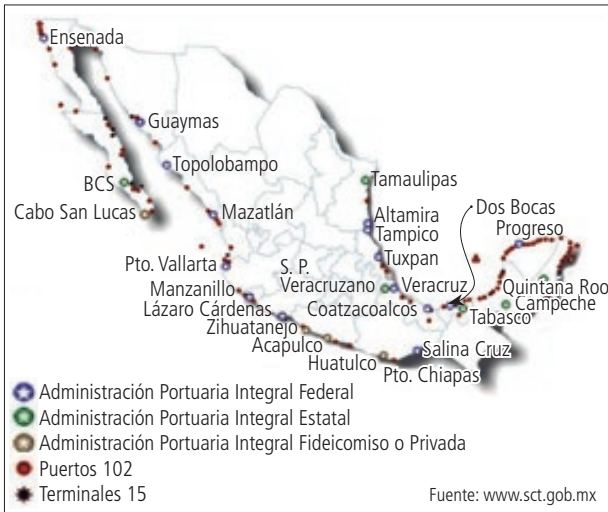 Ensenada
Guaymas
Topolobampo
BCS
Cabo San Lucas
Mazatlán
Tamaulipas
Dos Bocas
Altamira
Tampico
Progreso
Tuxpan
Pto. Vallarta
S. P.
Veracruzano
Veracruz
Quintana Roo
Manzanillo
Coatzacoalcos
Campeche
Lázaro Cárdenas
Tabasco
Zihuatanejo
Acapulco
Salina Cruz
Huatulco
Pto. Chiapas
Administración Portuaria Integral Federal
Administración Portuaria Integral Estatal
Administración Portuaria Integral Fideicomiso o Privada
Puertos 102
Terminales 15
Fuente: www.sct.gob.mx